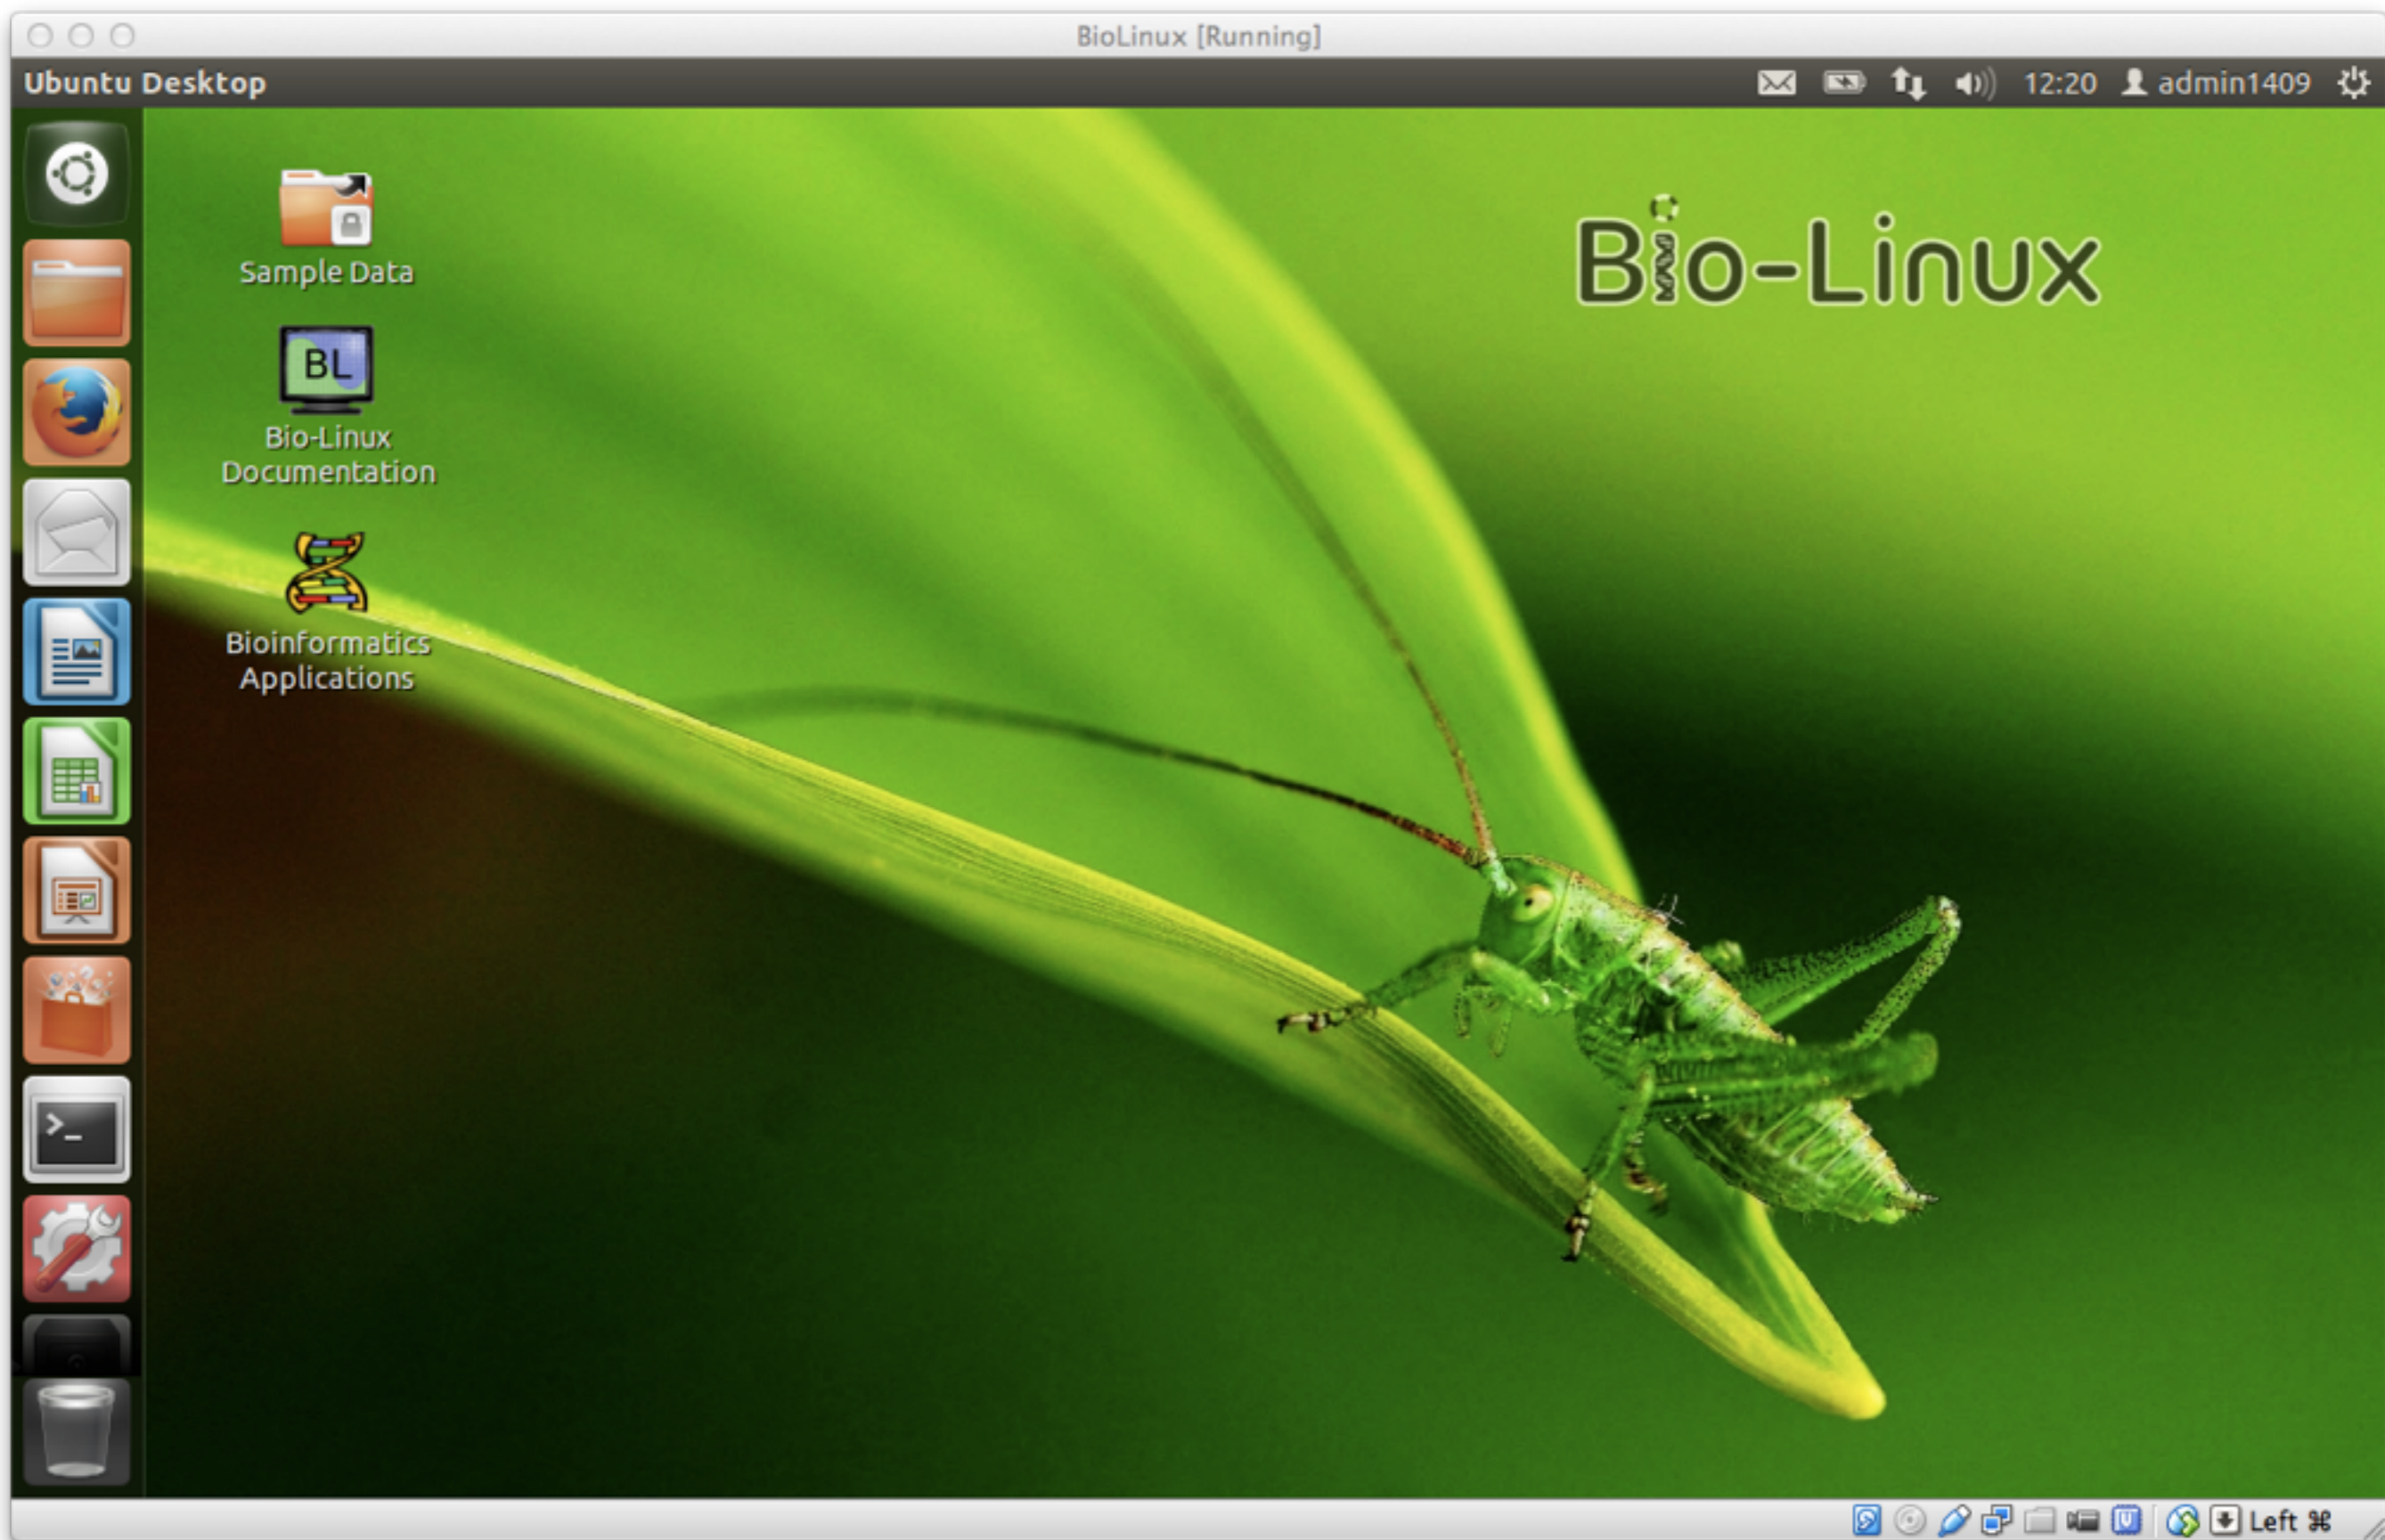 BioLinux [Running]
Ubuntu Desktop
12:20
admin1409
Sample Data
BL
Bio-Linux
Documentation
Bioinformatics
Applications
Bio-Linux
>_
Left ⌘